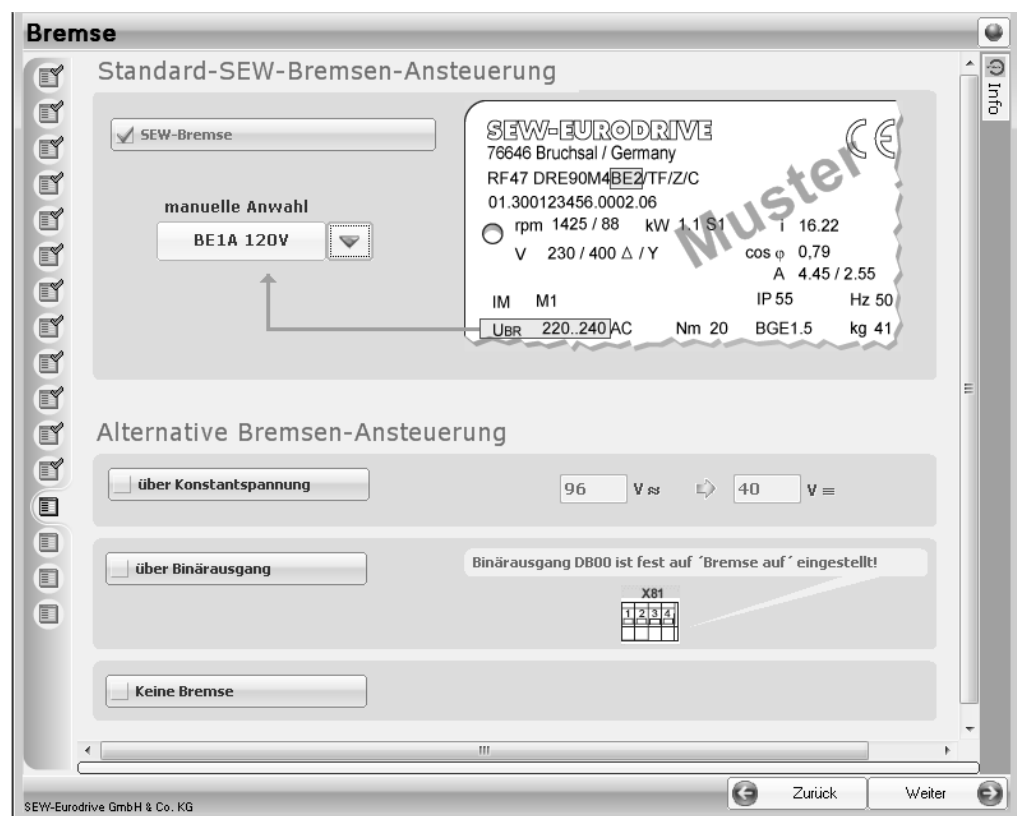 Bremse
Info
Standard-SEW-Bremsen-Ansteuerung
SEW-Bremse
manuelle Anwahl
BE1A 120V
SEW-EURODRIVE
CE
76646 Bruchsal / Germany
RF47 DRE90M4BE2/TF/Z/C
01.300123456.0002.06
rpm 1425 / 88 kW 1.1 S1 i 16.22
V 230 / 400 Δ / Y cos φ 0,79
A 4.45 / 2.55
IM M1 IP 55 Hz 50
UBR 220..240 AC Nm 20 BGE1.5 kg 41
Muster
Alternative Bremsen-Ansteuerung
über Konstantspannung
96 V≈ 40 V=
über Binärausgang
Binärausgang DB00 ist fest auf ´Bremse auf´ eingestellt!
X81
1 2 3 4
Keine Bremse
SEW-Eurodrive GmbH & Co. KG
Zurück
Weiter